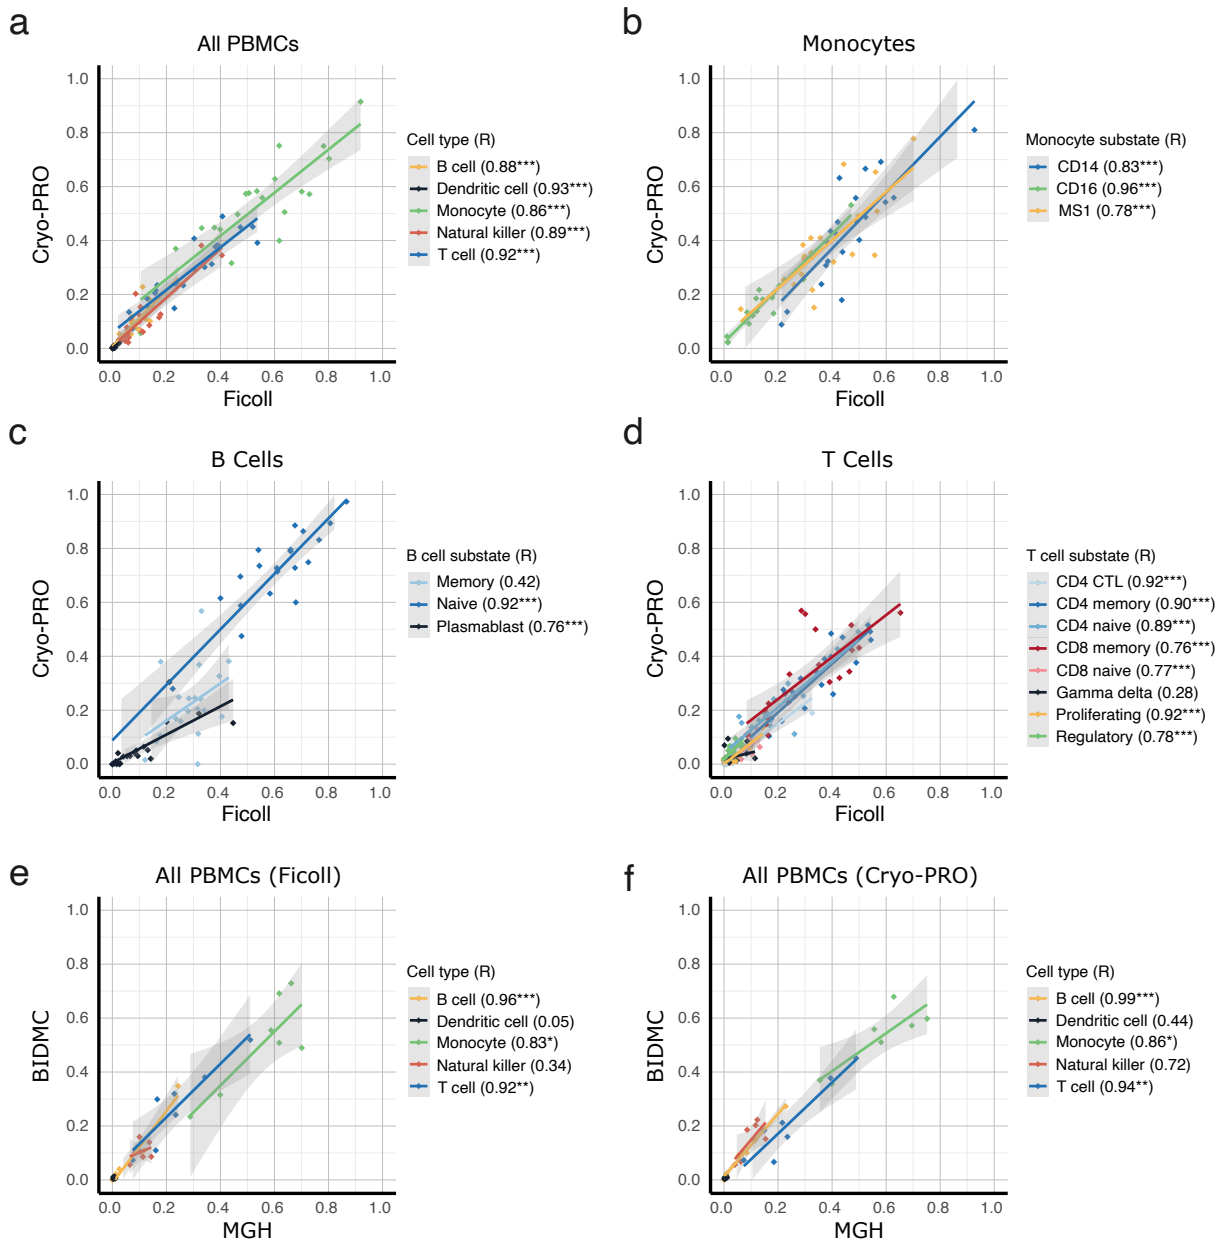 a
All PBMCs
1.0
0.8
0.6
0.4
0.2
0.0
Cryo-PRO
0.0 0.2 0.4 0.6 0.8 1.0
Ficoll
Cell type (R)
B cell (0.88***)
Dendritic cell (0.93***)
Monocyte (0.86***)
Natural killer (0.89***)
T cell (0.92***)
b
Monocytes
1.0
0.8
0.6
0.4
0.2
0.0
Cryo-PRO
0.0 0.2 0.4 0.6 0.8 1.0
Ficoll
Monocyte substate (R)
CD14 (0.83***)
CD16 (0.96***)
MS1 (0.78***)
c
B Cells
1.0
0.8
0.6
0.4
0.2
0.0
Cryo-PRO
0.0 0.2 0.4 0.6 0.8 1.0
Ficoll
B cell substate (R)
Memory (0.42)
Naive (0.92***)
Plasmablast (0.76***)
d
T Cells
1.0
0.8
0.6
0.4
0.2
0.0
Cryo-PRO
0.0 0.2 0.4 0.6 0.8 1.0
Ficoll
T cell substate (R)
CD4 CTL (0.92***)
CD4 memory (0.90***)
CD4 naive (0.89***)
CD8 memory (0.76***)
CD8 naive (0.77***)
Gamma delta (0.28)
Proliferating (0.92***)
Regulatory (0.78***)
e
All PBMCs (Ficoll)
1.0
0.8
0.6
0.4
0.2
0.0
BIDMC
0.0 0.2 0.4 0.6 0.8 1.0
MGH
Cell type (R)
B cell (0.96***)
Dendritic cell (0.05)
Monocyte (0.83*)
Natural killer (0.34)
T cell (0.92**)
f
All PBMCs (Cryo-PRO)
1.0
0.8
0.6
0.4
0.2
0.0
BIDMC
0.0 0.2 0.4 0.6 0.8 1.0
MGH
Cell type (R)
B cell (0.99***)
Dendritic cell (0.44)
Monocyte (0.86*)
Natural killer (0.72)
T cell (0.94**)